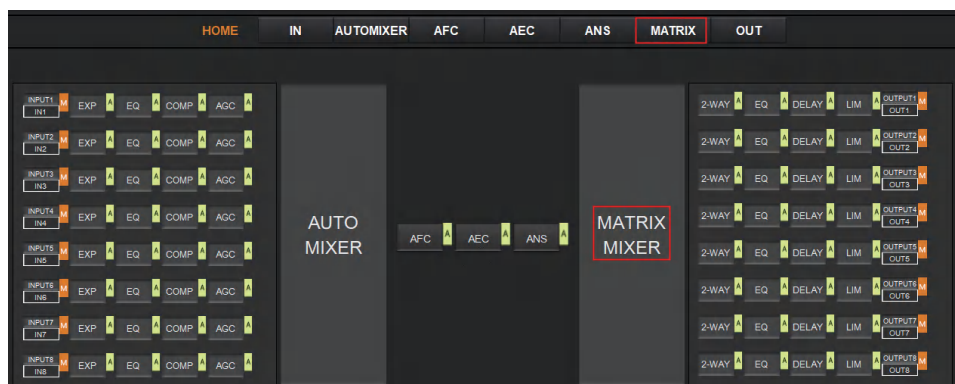 HOME IN AUTOMIXER AFC AEC ANS MATRIX OUT
INPUT1 M EXP A EQ A COMP A AGC A
IN1
INPUT2 M EXP A EQ A COMP A AGC A
IN2
INPUT3 M EXP A EQ A COMP A AGC A
IN3
INPUT4 M EXP A EQ A COMP A AGC A
IN4
INPUT5 M EXP A EQ A COMP A AGC A
IN5
INPUT6 M EXP A EQ A COMP A AGC A
IN6
INPUT7 M EXP A EQ A COMP A AGC A
IN7
INPUT8 M EXP A EQ A COMP A AGC A
IN8
AUTO
MIXER
AFC A AEC A ANS A
MATRIX
MIXER
2-WAY A EQ A DELAY A LIM A OUTPUT1 M
OUT1
2-WAY A EQ A DELAY A LIM A OUTPUT2 M
OUT2
2-WAY A EQ A DELAY A LIM A OUTPUT3 M
OUT3
2-WAY A EQ A DELAY A LIM A OUTPUT4 M
OUT4
2-WAY A EQ A DELAY A LIM A OUTPUT5 M
OUT5
2-WAY A EQ A DELAY A LIM A OUTPUT6 M
OUT6
2-WAY A EQ A DELAY A LIM A OUTPUT7 M
OUT7
2-WAY A EQ A DELAY A LIM A OUTPUT8 M
OUT8